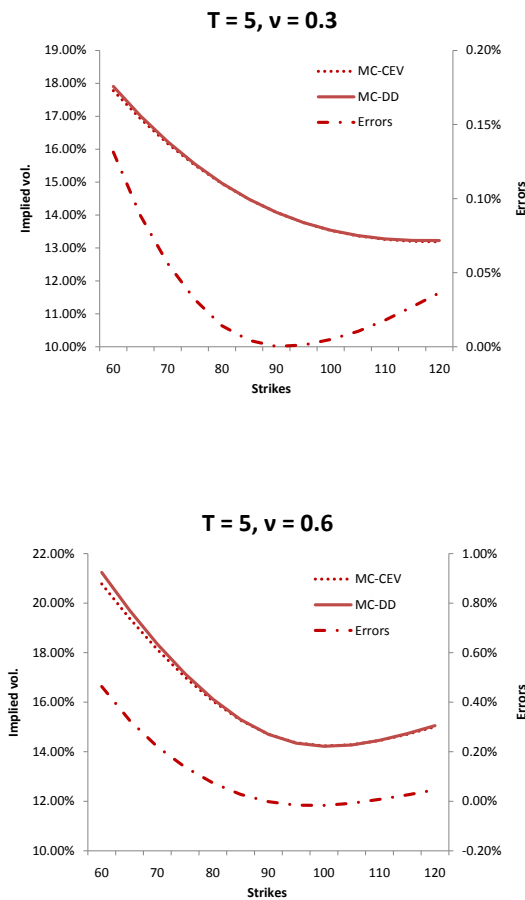 T = 5, ν = 0.3
19.00%
18.00%
17.00%
16.00%
15.00%
14.00%
13.00%
12.00%
11.00%
10.00%
Implied vol.
MC-CEV
MC-DD
Errors
0.20%
0.15%
0.10%
0.05%
0.00%
Errors
60 70 80 90 100 110 120
Strikes
T = 5, ν = 0.6
22.00%
20.00%
18.00%
16.00%
14.00%
12.00%
10.00%
Implied vol.
MC-CEV
MC-DD
Errors
1.00%
0.80%
0.60%
0.40%
0.20%
0.00%
-0.20%
Errors
60 70 80 90 100 110 120
Strikes